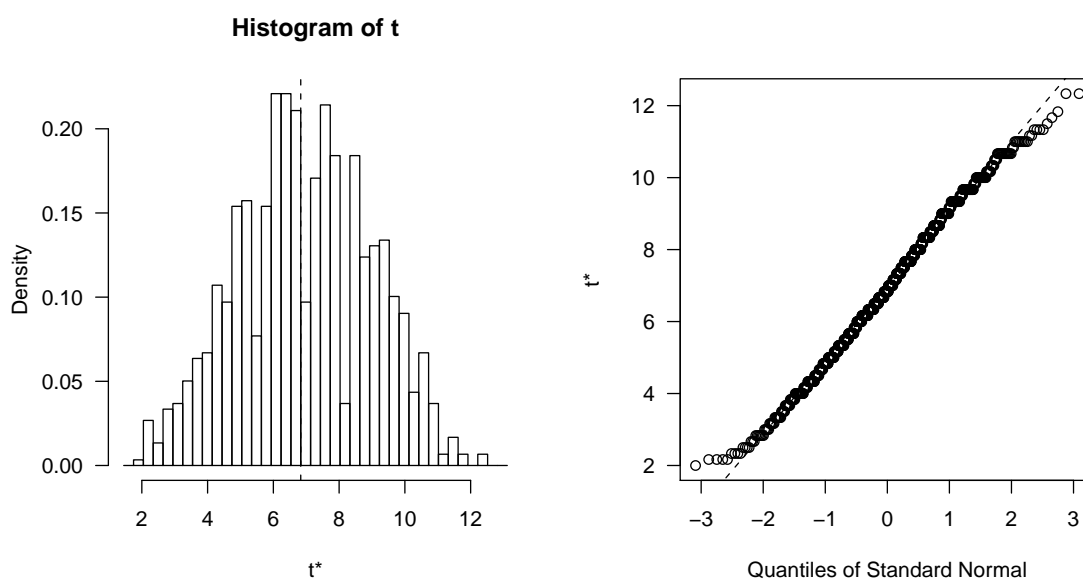 Histogram of t
Density
0.00
0.05
0.10
0.15
0.20
2 4 6 8 10 12
t*
t*
2
4
6
8
10
12
−3 −2 −1 0 1 2 3
Quantiles of Standard Normal